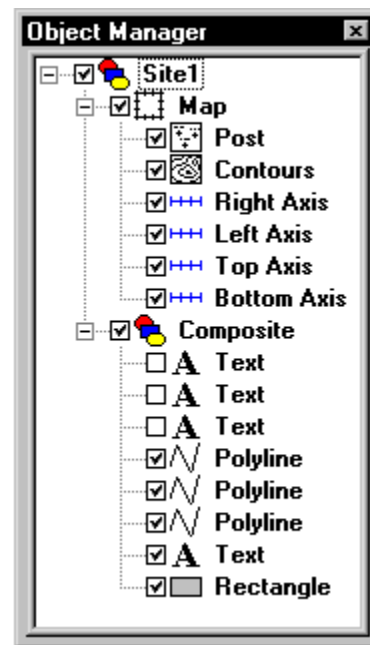 Object Manager
Site1
Map
Post
Contours
Right Axis
Left Axis
Top Axis
Bottom Axis
Composite
A Text
A Text
A Text
Polyline
Polyline
Polyline
A Text
Rectangle